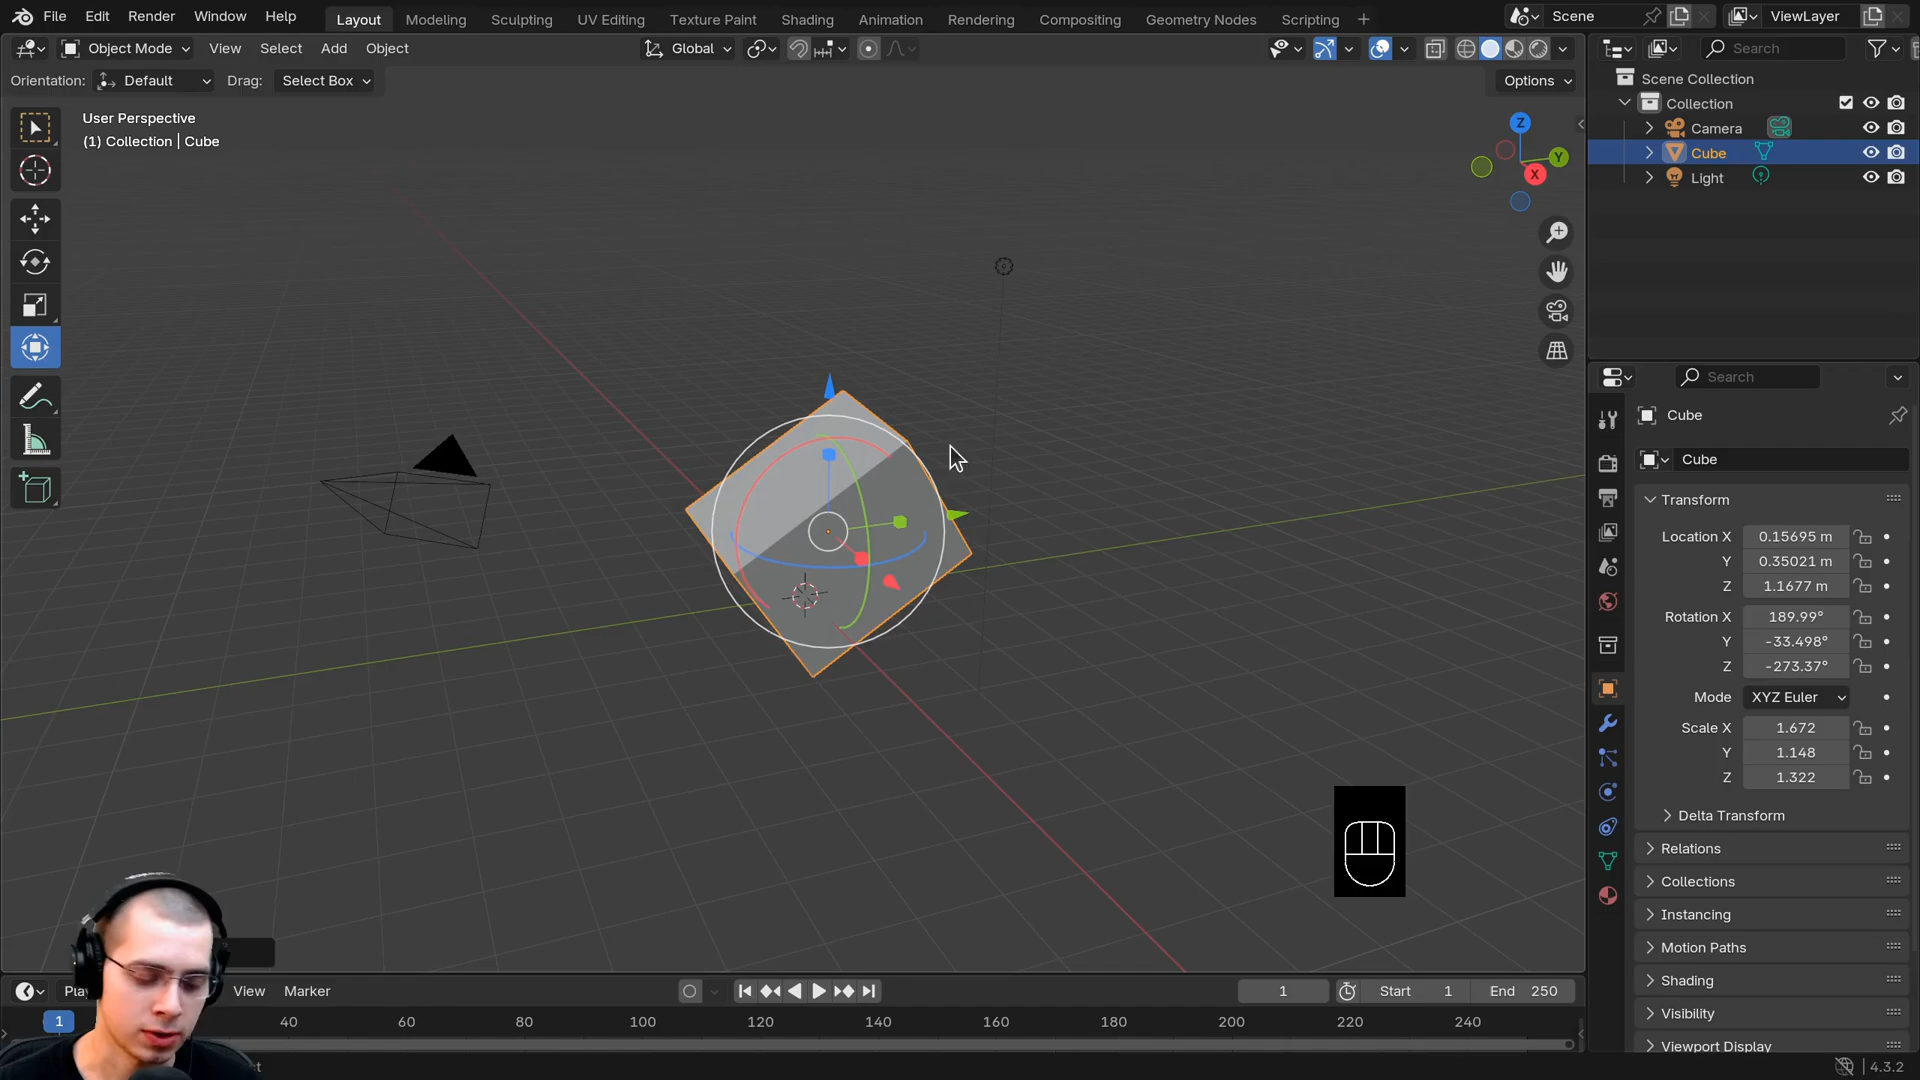 File Edit Render Window Help Layout Modeling Sculpting UV Editing Texture Paint Shading Animation Rendering Compositing Geometry Nodes Scripting + Scene ViewLayer
Object Mode View Select Add Object Global Search
Orientation: Default Drag: Select Box Options
Scene Collection
Collection
Camera
Cube
Light
User Perspective
(1) Collection | Cube
Z
Y
X
Search
Cube
Cube
Transform
Location X 0.15695 m
Y 0.35021 m
Z 1.1677 m
Rotation X 189.99°
Y -33.498°
Z -273.37°
Mode XYZ Euler
Scale X 1.672
Y 1.148
Z 1.322
Delta Transform
Relations
Collections
Instancing
Motion Paths
Shading
Visibility
Viewport Display
View Marker 1 Start 1 End 250
1 40 60 80 100 120 140 160 180 200 220 240
4.3.2